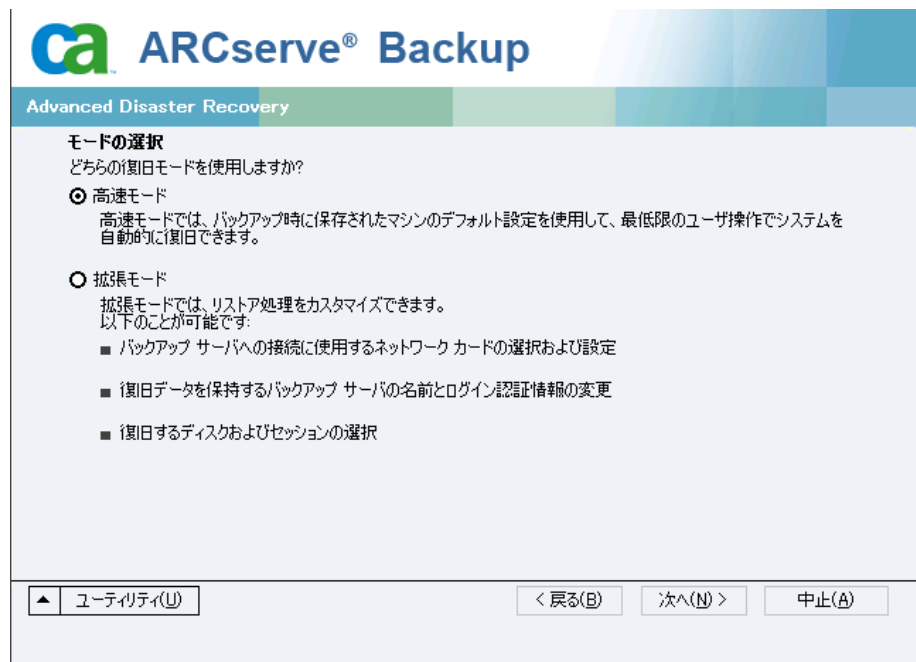 ca ARCserve® Backup
Advanced Disaster Recovery
モードの選択
どちらの復旧モードを使用しますか?
高速モード
高速モードでは、バックアップ時に保存されたマシンのデフォルト設定を使用して、最低限のユーザ操作でシステムを
自動的に復旧できます。
拡張モード
拡張モードでは、リストア処理をカスタマイズできます。
以下のことが可能です:
■ バックアップ サーバへの接続に使用するネットワーク カードの選択および設定
■ 復旧データを保持するバックアップ サーバの名前とログイン認証情報の変更
■ 復旧するディスクおよびセッションの選択
▲ ユーティリティ(U) < 戻る(B) 次へ(N) > 中止(A)